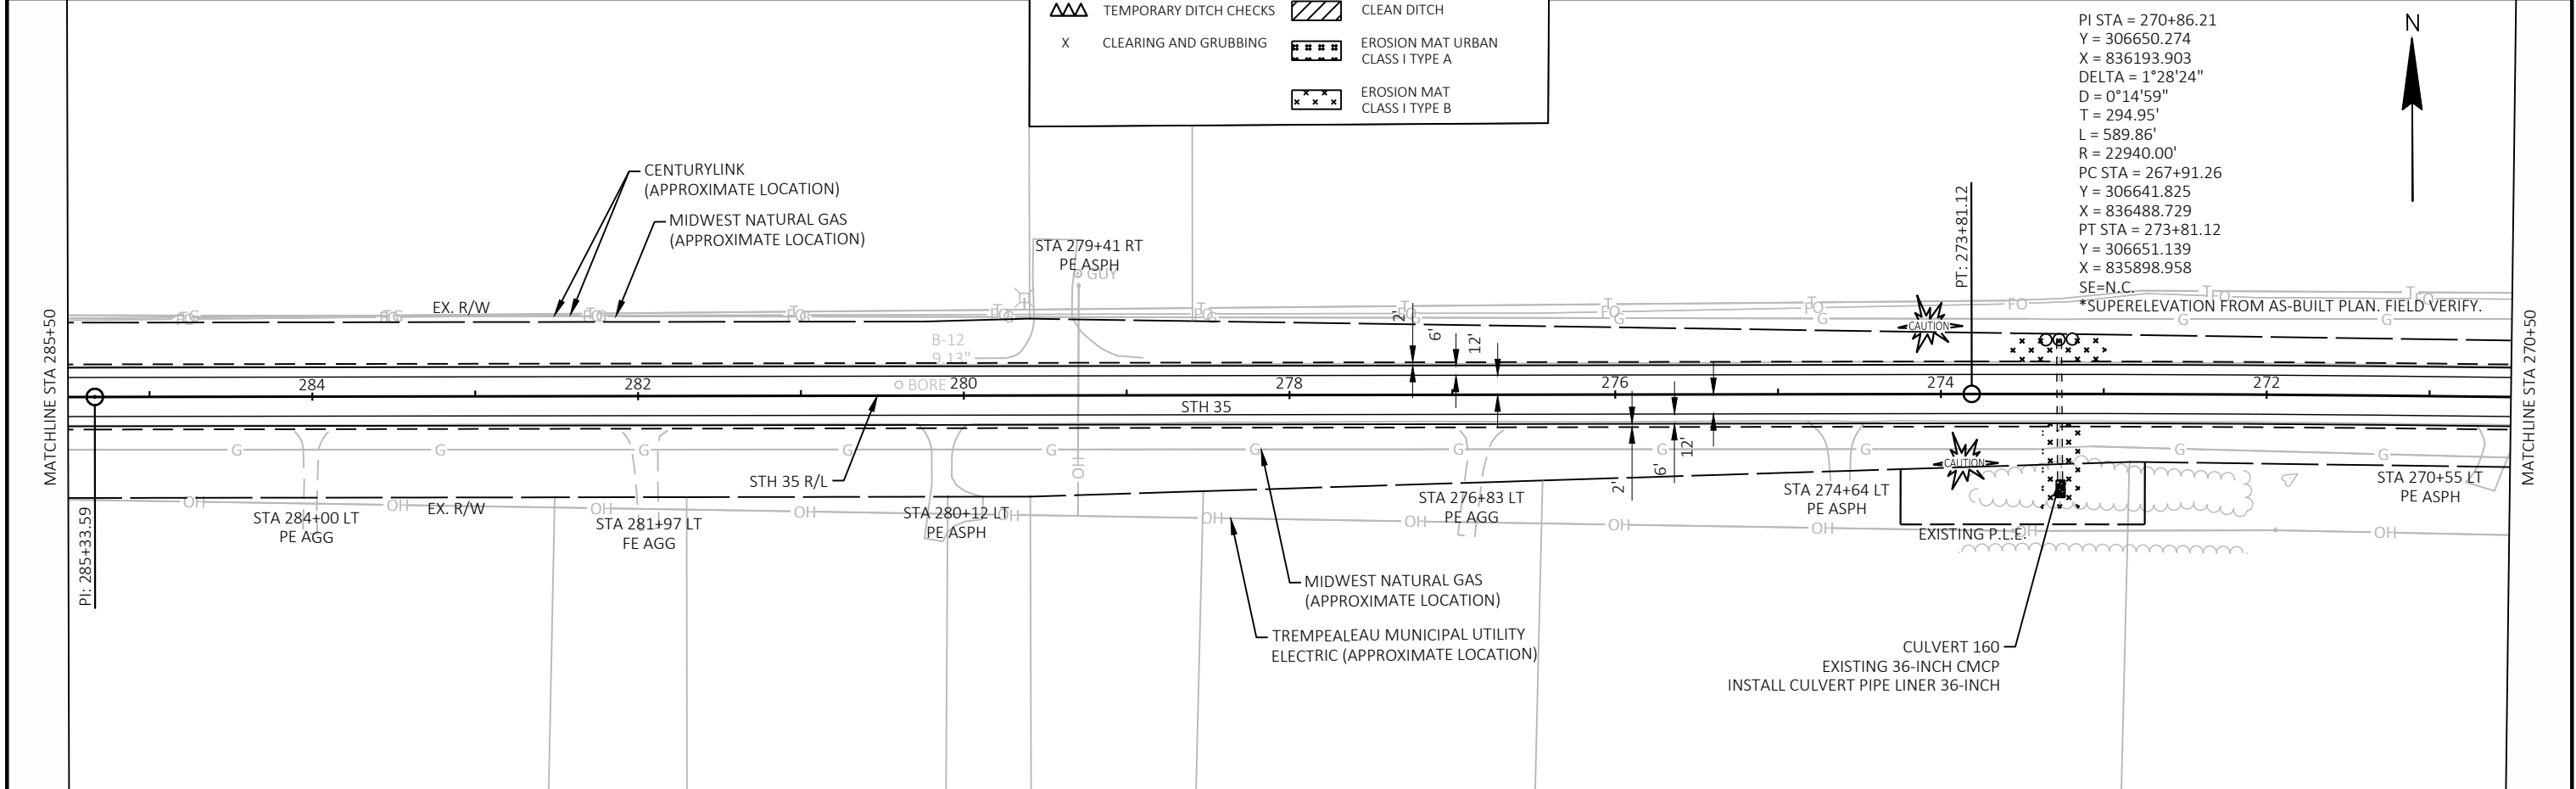 TEMPORARY DITCH CHECKS
CLEAN DITCH
X CLEARING AND GRUBBING
EROSION MAT URBAN
CLASS I TYPE A
EROSION MAT
CLASS I TYPE B
PI STA = 270+86.21
Y = 306650.274
X = 836193.903
DELTA = 1°28'24"
D = 0°14'59"
T = 294.95'
L = 589.86'
R = 22940.00'
PC STA = 267+91.26
Y = 306641.825
X = 836488.729
PT STA = 273+81.12
Y = 306651.139
X = 835898.958
SE=N.C.
*SUPERELEVATION FROM AS-BUILT PLAN. FIELD VERIFY.
N
CENTURYLINK
(APPROXIMATE LOCATION)
MIDWEST NATURAL GAS
(APPROXIMATE LOCATION)
STA 279+41 RT
PE ASPH
GUY
PT: 273+81.12
EX. R/W
CAUTION
B-12
9.13"
BORE
2'
6'
12'
MATCHLINE STA 285+50
284
282
280
278
276
274
272
MATCHLINE STA 270+50
STH 35
STH 35 R/L
12'
6'
2'
CAUTION
EX. R/W
PI: 285+33.59
STA 284+00 LT
PE AGG
STA 281+97 LT
FE AGG
STA 280+12 LT
PE ASPH
STA 276+83 LT
PE AGG
STA 274+64 LT
PE ASPH
STA 270+55 LT
PE ASPH
EXISTING P.L.E.
MIDWEST NATURAL GAS
(APPROXIMATE LOCATION)
TREMPEALEAU MUNICIPAL UTILITY
ELECTRIC (APPROXIMATE LOCATION)
CULVERT 160
EXISTING 36-INCH CMCP
INSTALL CULVERT PIPE LINER 36-INCH